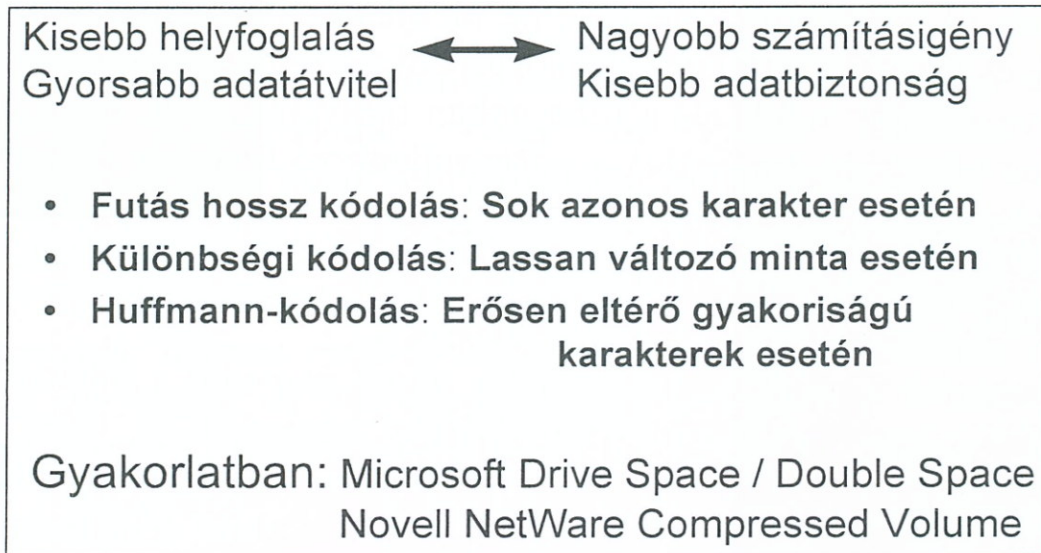 Kisebb helyfoglalás ⟷ Nagyobb számításigény
Gyorsabb adatátvitel Kisebb adatbiztonság
• Futás hossz kódolás: Sok azonos karakter esetén
• Különbségi kódolás: Lassan változó minta esetén
• Huffmann-kódolás: Erősen eltérő gyakoriságú
karakterek esetén
Gyakorlatban: Microsoft Drive Space / Double Space
Novell NetWare Compressed Volume